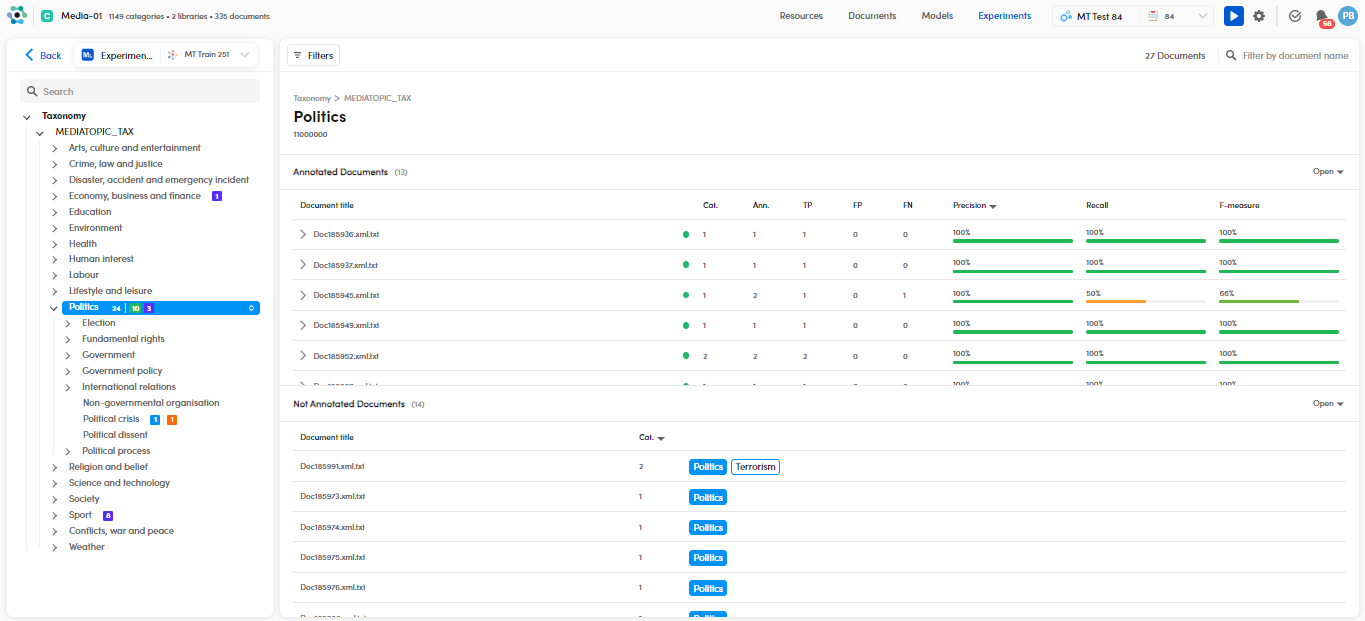 C Media-01 1149 categories • 2 libraries • 335 documents Resources Documents Models Experiments MT Test 84 84 56 PB
Back Experimen... MT Train 251
Search
Taxonomy
MEDIATOPIC_TAX
Arts, culture and entertainment
Crime, law and justice
Disaster, accident and emergency incident
Economy, business and finance 1
Education
Environment
Health
Human interest
Labour
Lifestyle and leisure
Politics 24 10 3
Election
Fundamental rights
Government
Government policy
International relations
Non-governmental organisation
Political crisis 1 1
Political dissent
Political process
Religion and belief
Science and technology
Society
Sport 8
Conflicts, war and peace
Weather
Filters 27 Documents Filter by document name
Taxonomy > MEDIATOPIC_TAX
Politics
11000000
Annotated Documents (13) Open
Document title Cat. Ann. TP FP FN Precision Recall F-measure
Doc185936.xml.txt 1 1 1 0 0 100% 100% 100%
Doc185937.xml.txt 1 1 1 0 0 100% 100% 100%
Doc185945.xml.txt 1 2 1 0 1 100% 50% 66%
Doc185949.xml.txt 1 1 1 0 0 100% 100% 100%
Doc185952.xml.txt 2 2 2 0 0 100% 100% 100%
100% 100% 100%
Not Annotated Documents (14) Open
Document title Cat.
Doc185991.xml.txt 2 Politics Terrorism
Doc185973.xml.txt 1 Politics
Doc185974.xml.txt 1 Politics
Doc185975.xml.txt 1 Politics
Doc185976.xml.txt 1 Politics